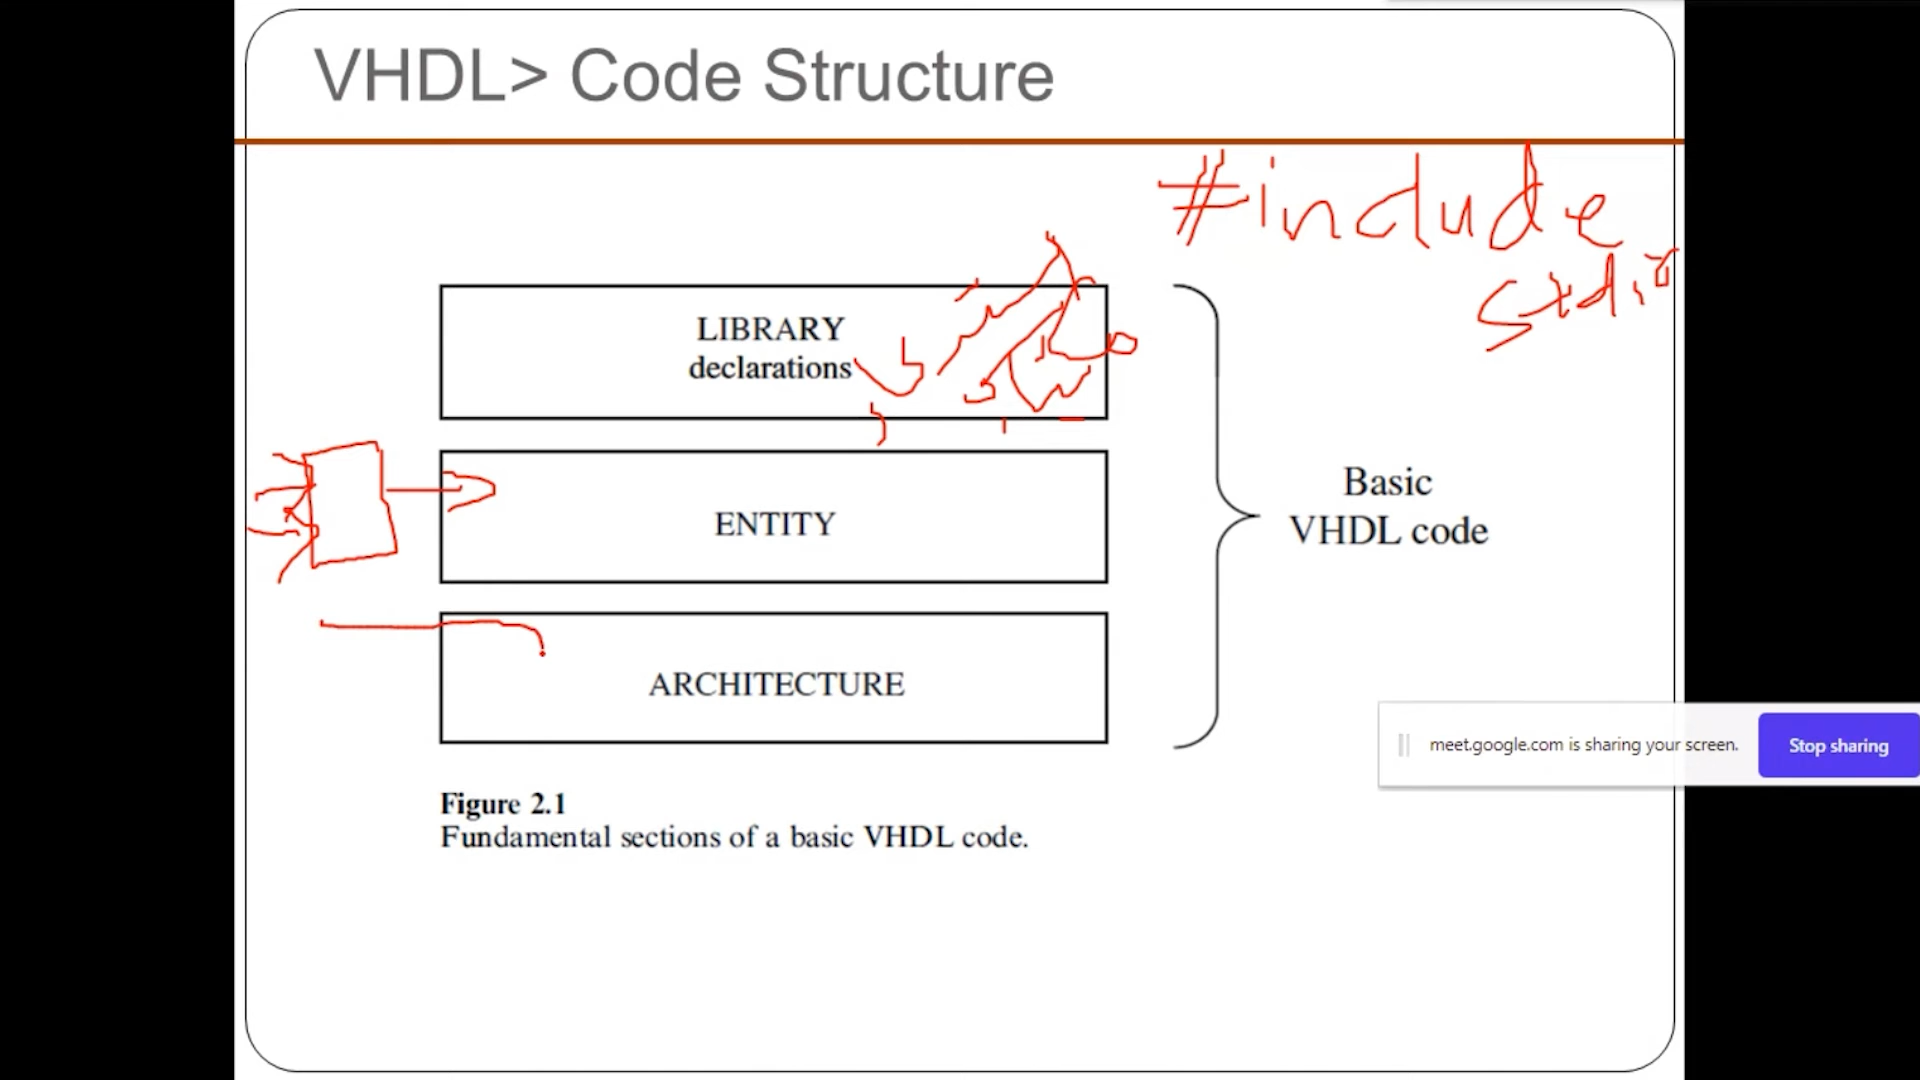 VHDL> Code Structure
#include
LIBRARY
declarations
ENTITY
ARCHITECTURE
Basic
VHDL code
meet.google.com is sharing your screen.
Stop sharing
Figure 2.1
Fundamental sections of a basic VHDL code.